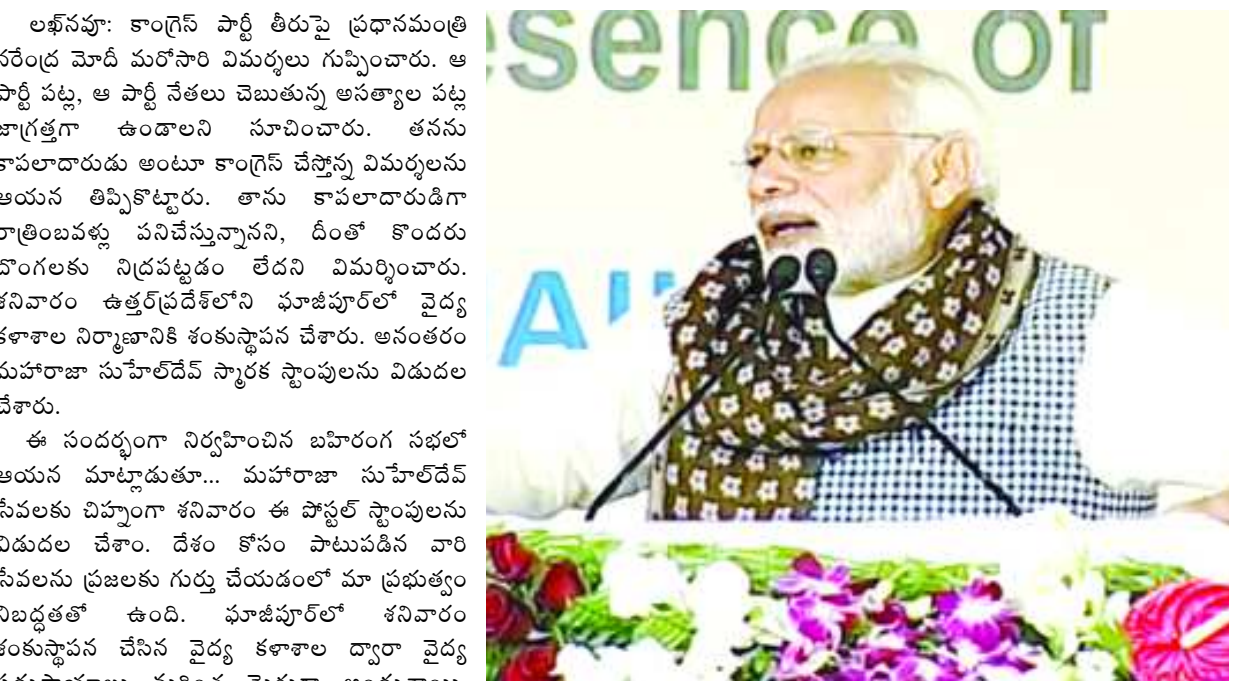 లఖ్‌నవూ: కాంగ్రెస్ పార్టీ తీరుపై ప్రధానమంత్రి
నరేంద్ర మోదీ మరోసారి విమర్శలు గుప్పించారు. ఆ
పార్టీ పట్ల, ఆ పార్టీ నేతలు చెబుతున్న అసత్యాల పట్ల
జాగ్రత్తగా ఉండాలని సూచించారు. తనను
కాపలాదారుడు అంటూ కాంగ్రెస్ చేస్తోన్న విమర్శలను
ఆయన తిప్పికొట్టారు. తాను కాపలాదారుడిగా
రాత్రింబవళ్లు పనిచేస్తున్నానని, దీంతో కొందరు
దొంగలకు నిద్రపట్టడం లేదని విమర్శించారు.
శనివారం ఉత్తర్‌ప్రదేశ్‌లోని ఘాజీపూర్‌లో వైద్య
కళాశాల నిర్మాణానికి శంకుస్థాపన చేశారు. అనంతరం
మహారాజా సుహేల్‌దేవ్ స్మారక స్టాంపులను విడుదల
చేశారు.
ఈ సందర్భంగా నిర్వహించిన బహిరంగ సభలో
ఆయన మాట్లాడుతూ... మహారాజా సుహేల్‌దేవ్
సేవలకు చిహ్నంగా శనివారం ఈ పోస్టల్ స్టాంపులను
విడుదల చేశాం. దేశం కోసం పాటుపడిన వారి
సేవలను ప్రజలకు గుర్తు చేయడంలో మా ప్రభుత్వం
నిబద్ధతతో ఉంది. ఘాజీపూర్‌లో శనివారం
శంకుస్థాపన చేసిన వైద్య కళాశాల ద్వారా వైద్య
esence of